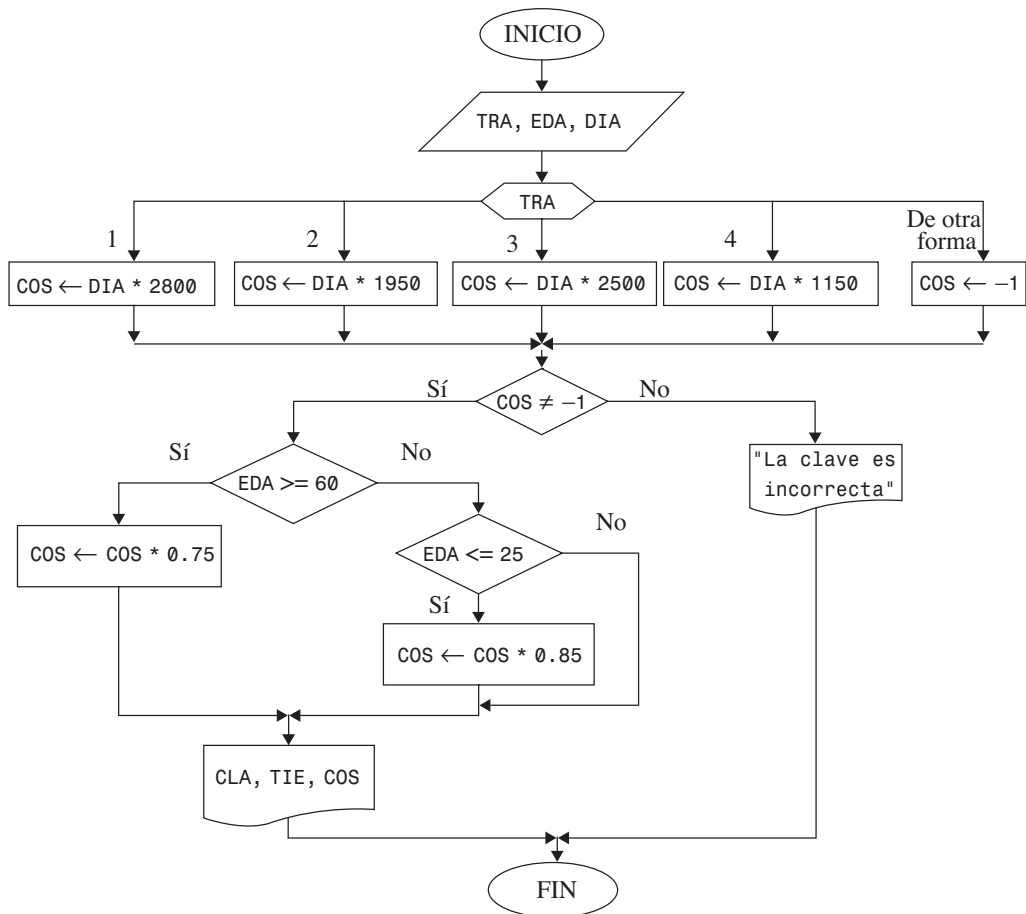 INICIO
TRA, EDA, DIA
TRA
1
2
3
4
De otra
forma
COS ← DIA * 2800
COS ← DIA * 1950
COS ← DIA * 2500
COS ← DIA * 1150
COS ← −1
Sí
COS ≠ −1
No
Sí
EDA >= 60
No
"La clave es
incorrecta"
COS ← COS * 0.75
EDA <= 25
No
Sí
COS ← COS * 0.85
CLA, TIE, COS
FIN